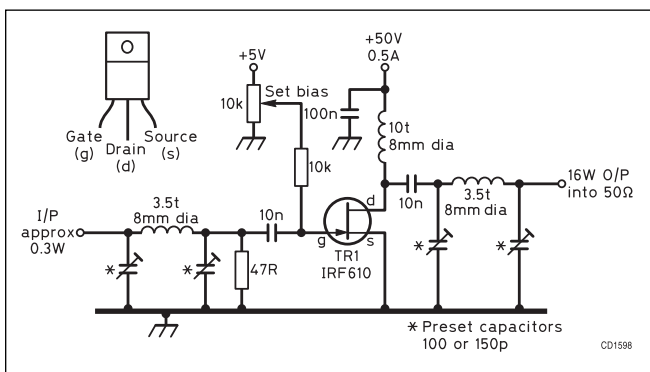 +50V
0.5A
+5V
Set bias
10k
100n
10t
8mm dia
Gate
(g)
Drain
(d)
Source
(s)
10k
16W O/P
into 50Ω
I/P
approx
0.3W
3.5t
8mm dia
10n
d
10n
3.5t
8mm dia
g
s
TR1
IRF610
*
*
47R
*
*
* Preset capacitors
100 or 150p
CD1598